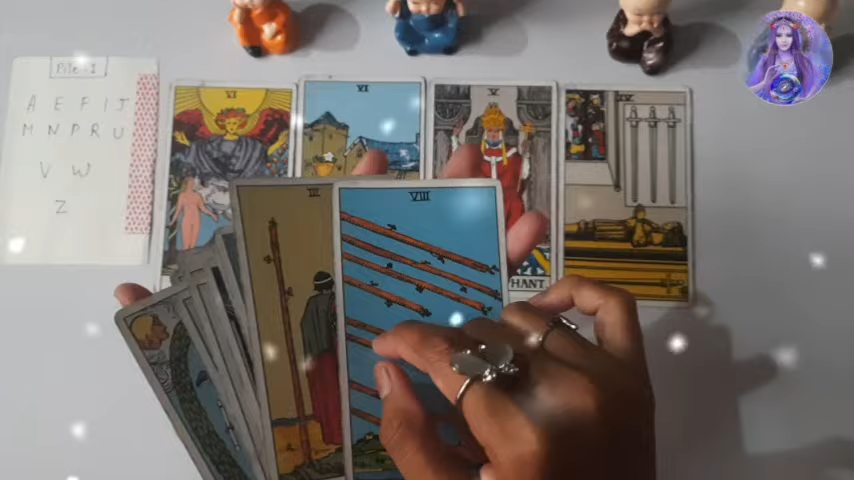 Pile-1
A E F I J
M N P R U
V W
Z
VI
VI
V
IV
HANT
III
VIII